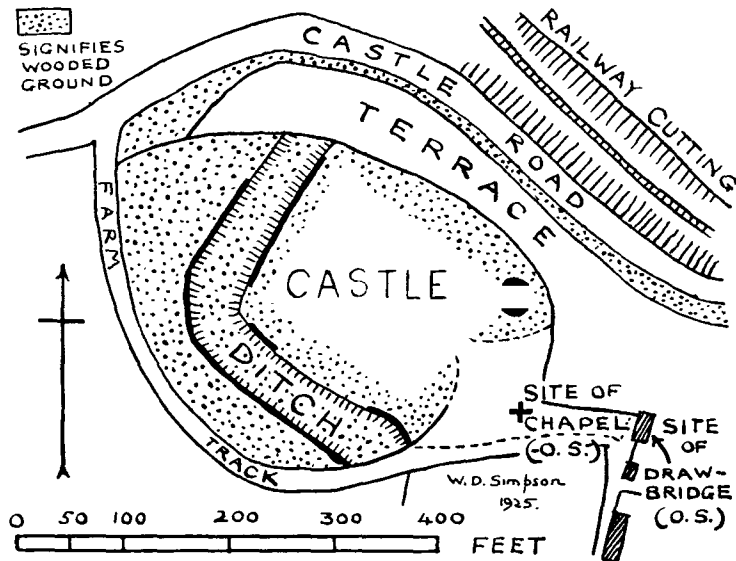 SIGNIFIES
WOODED
GROUND
CASTLE ROAD
RAILWAY CUTTING
TERRACE
FARM
CASTLE
DITCH
TRACK
SITE OF
CHAPEL
(-O.S.)
SITE
OF
DRAW-
BRIDGE
(O.S.)
W.D. Simpson
1925.
0 50 100 200 300 400
FEET